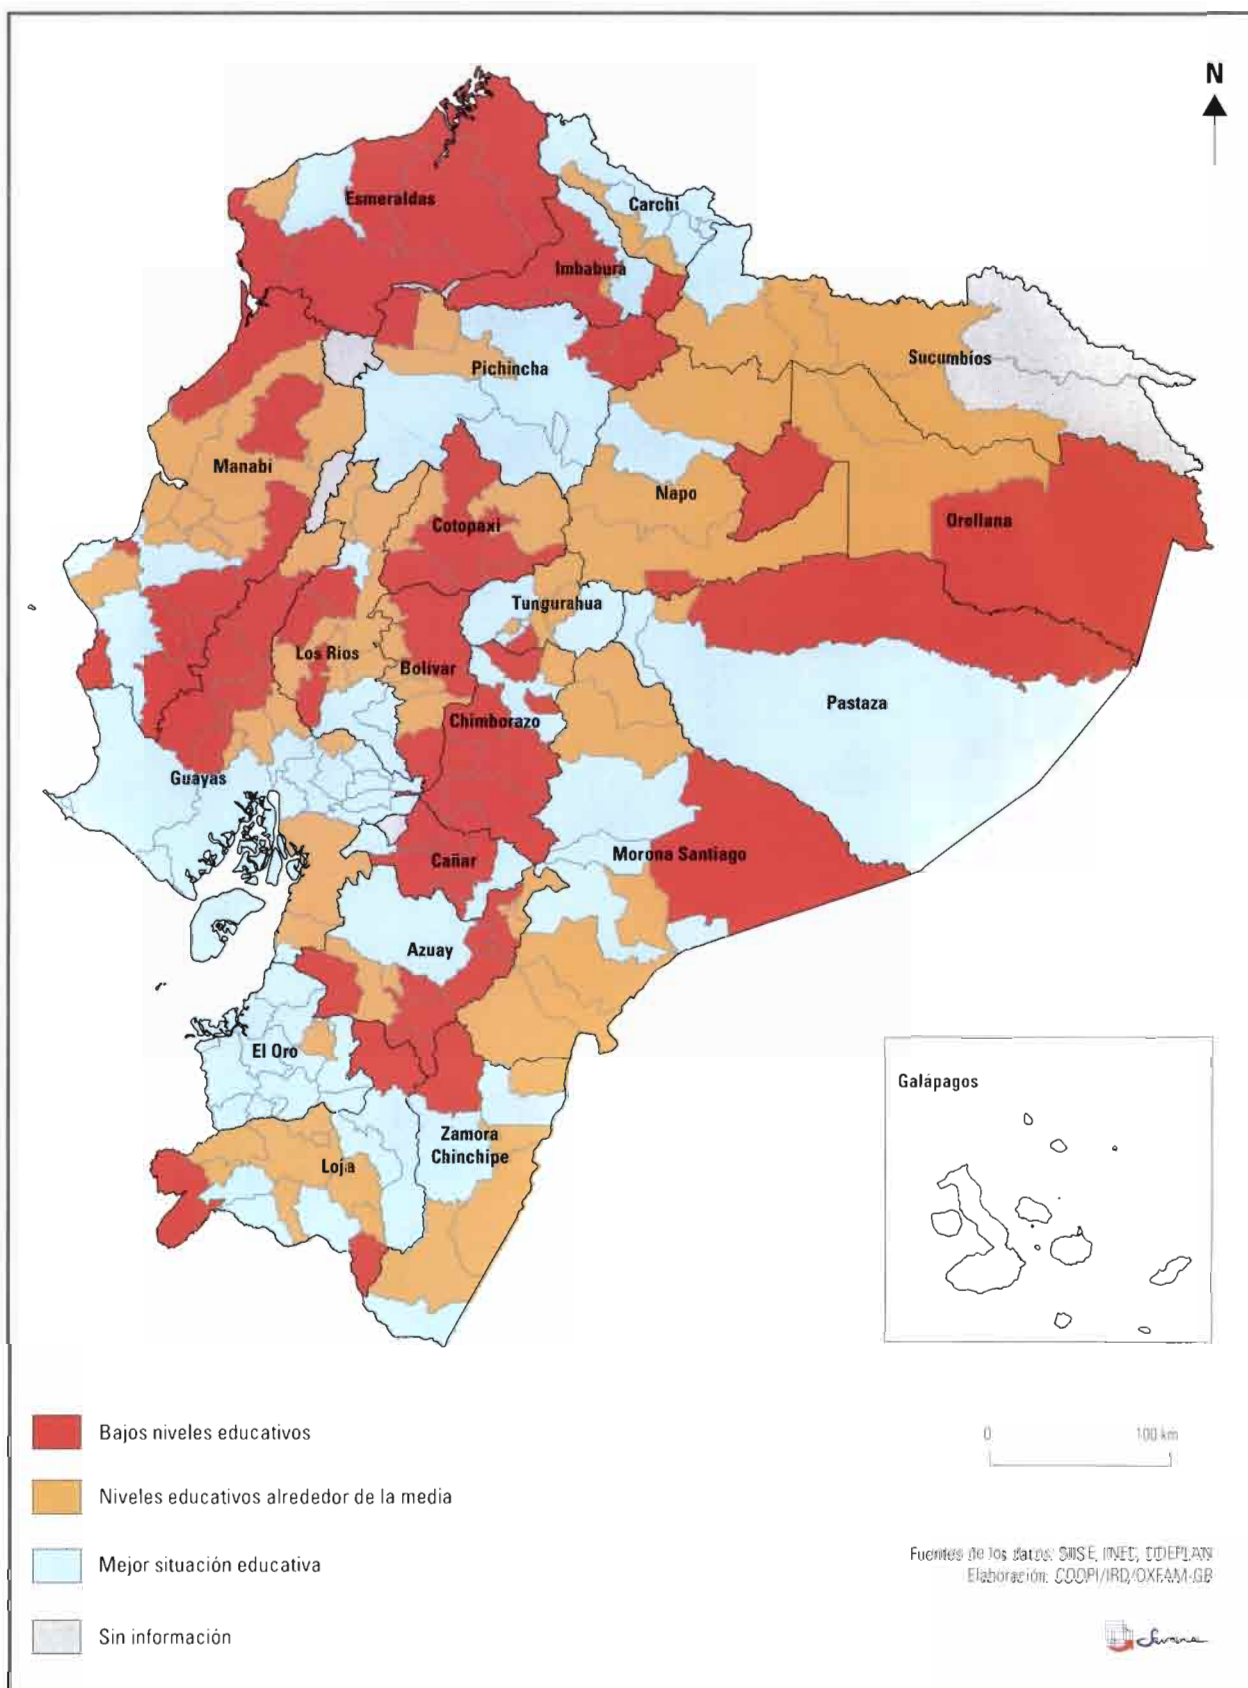 N
Esmeraldas
Carchi
Imbabura
Sucumbíos
Pichincha
Manabí
Napo
Cotopaxi
Orellana
Tungurahua
Los Ríos
Bolívar
Pastaza
Chimborazo
Guayas
Cañar
Morona Santiago
Azuay
El Oro
Galápagos
Zamora
Chinchipe
Loja
Bajos niveles educativos
0 100 km
Niveles educativos alrededor de la media
Mejor situación educativa
Fuentes de los datos: SIISE, INEC, ODEPLAN
Elaboración: COOPI/IRD/OXFAM-GB
Sin información